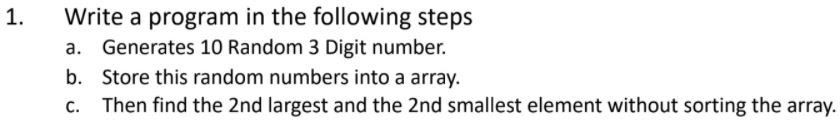 1. Write a program in the following steps
a. Generates 10 Random 3 Digit number.
b. Store this random numbers into a array.
c. Then find the 2nd largest and the 2nd smallest element without sorting the array.